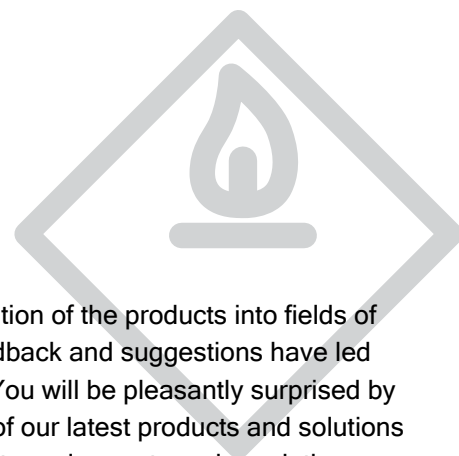 tion of the products into fields of
dback and suggestions have led
You will be pleasantly surprised by
of our latest products and solutions